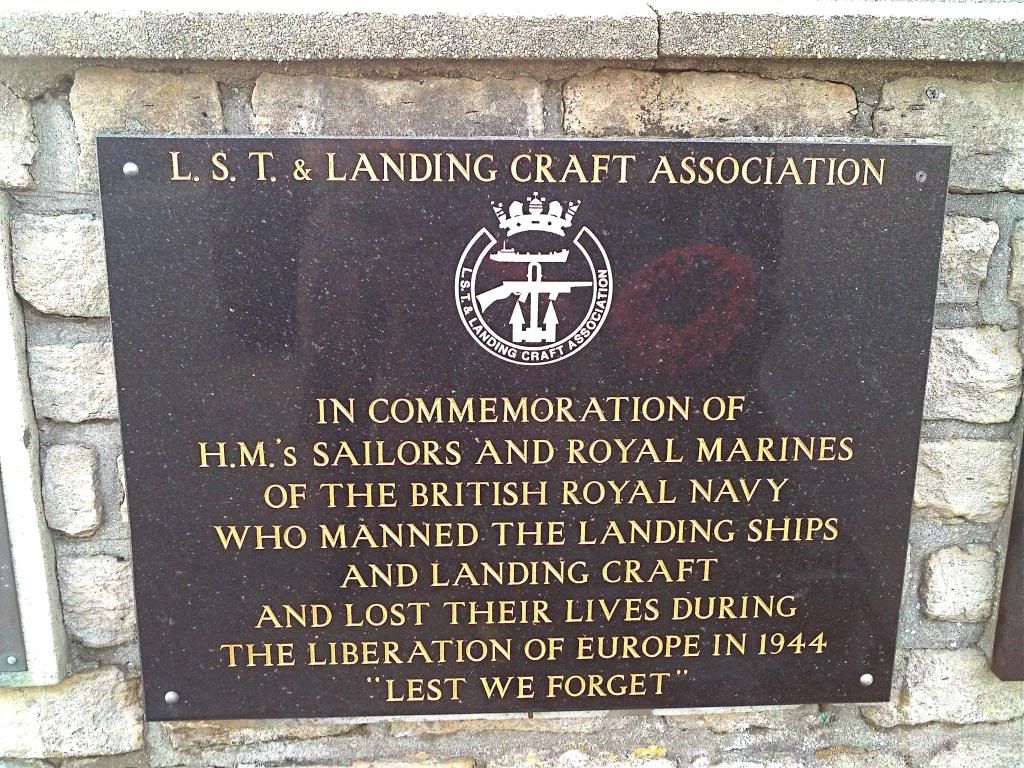 L. S. T. & LANDING CRAFT ASSOCIATION
L.S.T. & LANDING CRAFT ASSOCIATION
IN COMMEMORATION OF
H.M.'s SAILORS AND ROYAL MARINES
OF THE BRITISH ROYAL NAVY
WHO MANNED THE LANDING SHIPS
AND LANDING CRAFT
AND LOST THEIR LIVES DURING
THE LIBERATION OF EUROPE IN 1944
"LEST WE FORGET"